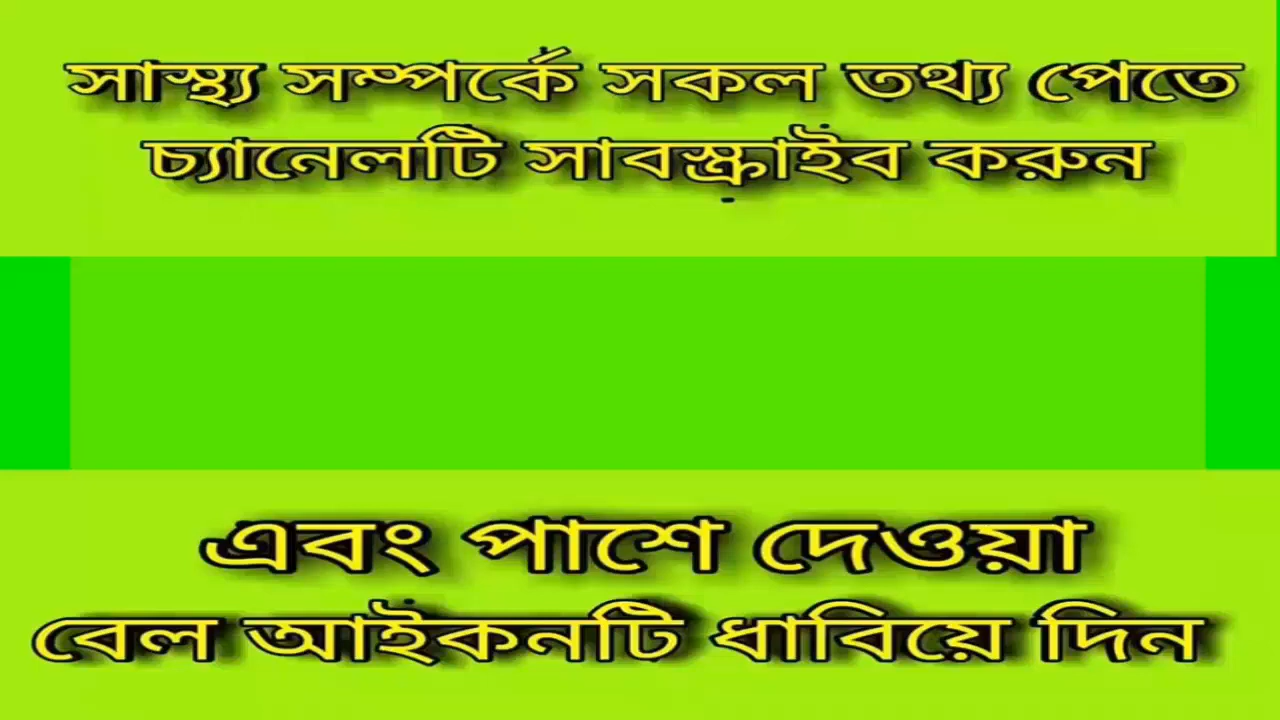 সাস্থ্য সম্পর্কে সকল তথ্য পেতে
চ্যানেলটি সাবস্ক্রাইব করুন
এবং পাশে দেওয়া
বেল আইকনটি ধাবিয়ে দিন